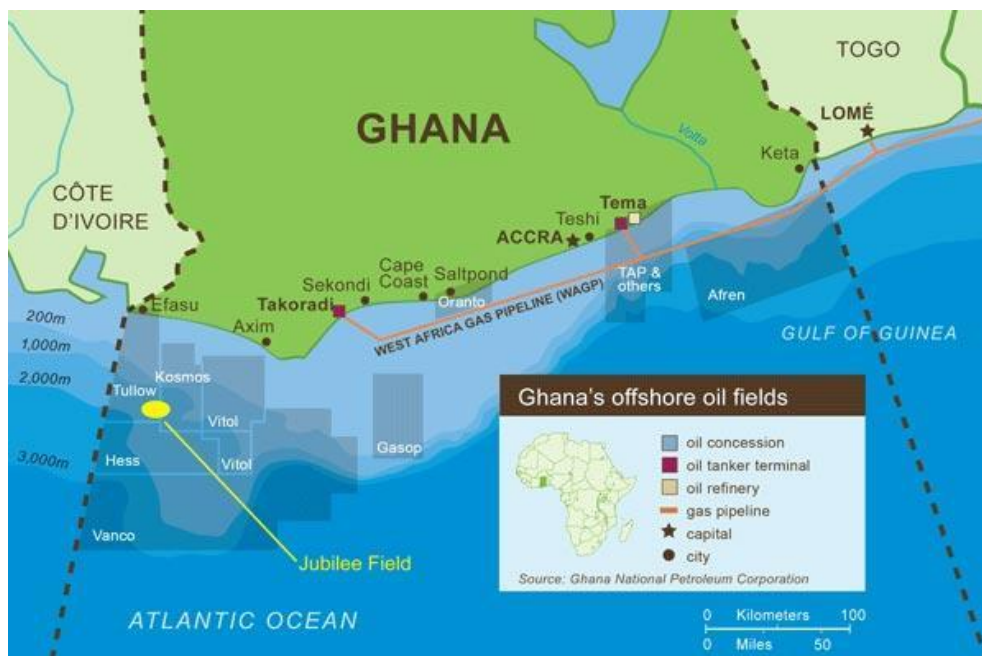 TOGO
LOMÉ
GHANA
Volta
Keta
CÔTE
D'IVOIRE
Tema
Teshi
ACCRA
Cape
Coast
Saltpond
Sekondi
Oranto
Takoradi
TAP &
others
Afren
Efasu
Axim
WEST AFRICA GAS PIPELINE (WAGP)
GULF OF GUINEA
200m
1,000m
2,000m
3,000m
Kosmos
Tullow
Vitol
Hess
Vitol
Gasop
Vanco
Jubilee Field
ATLANTIC OCEAN
Ghana's offshore oil fields
oil concession
oil tanker terminal
oil refinery
gas pipeline
capital
city
Source: Ghana National Petroleum Corporation
0 Kilometers 100
0 Miles 50